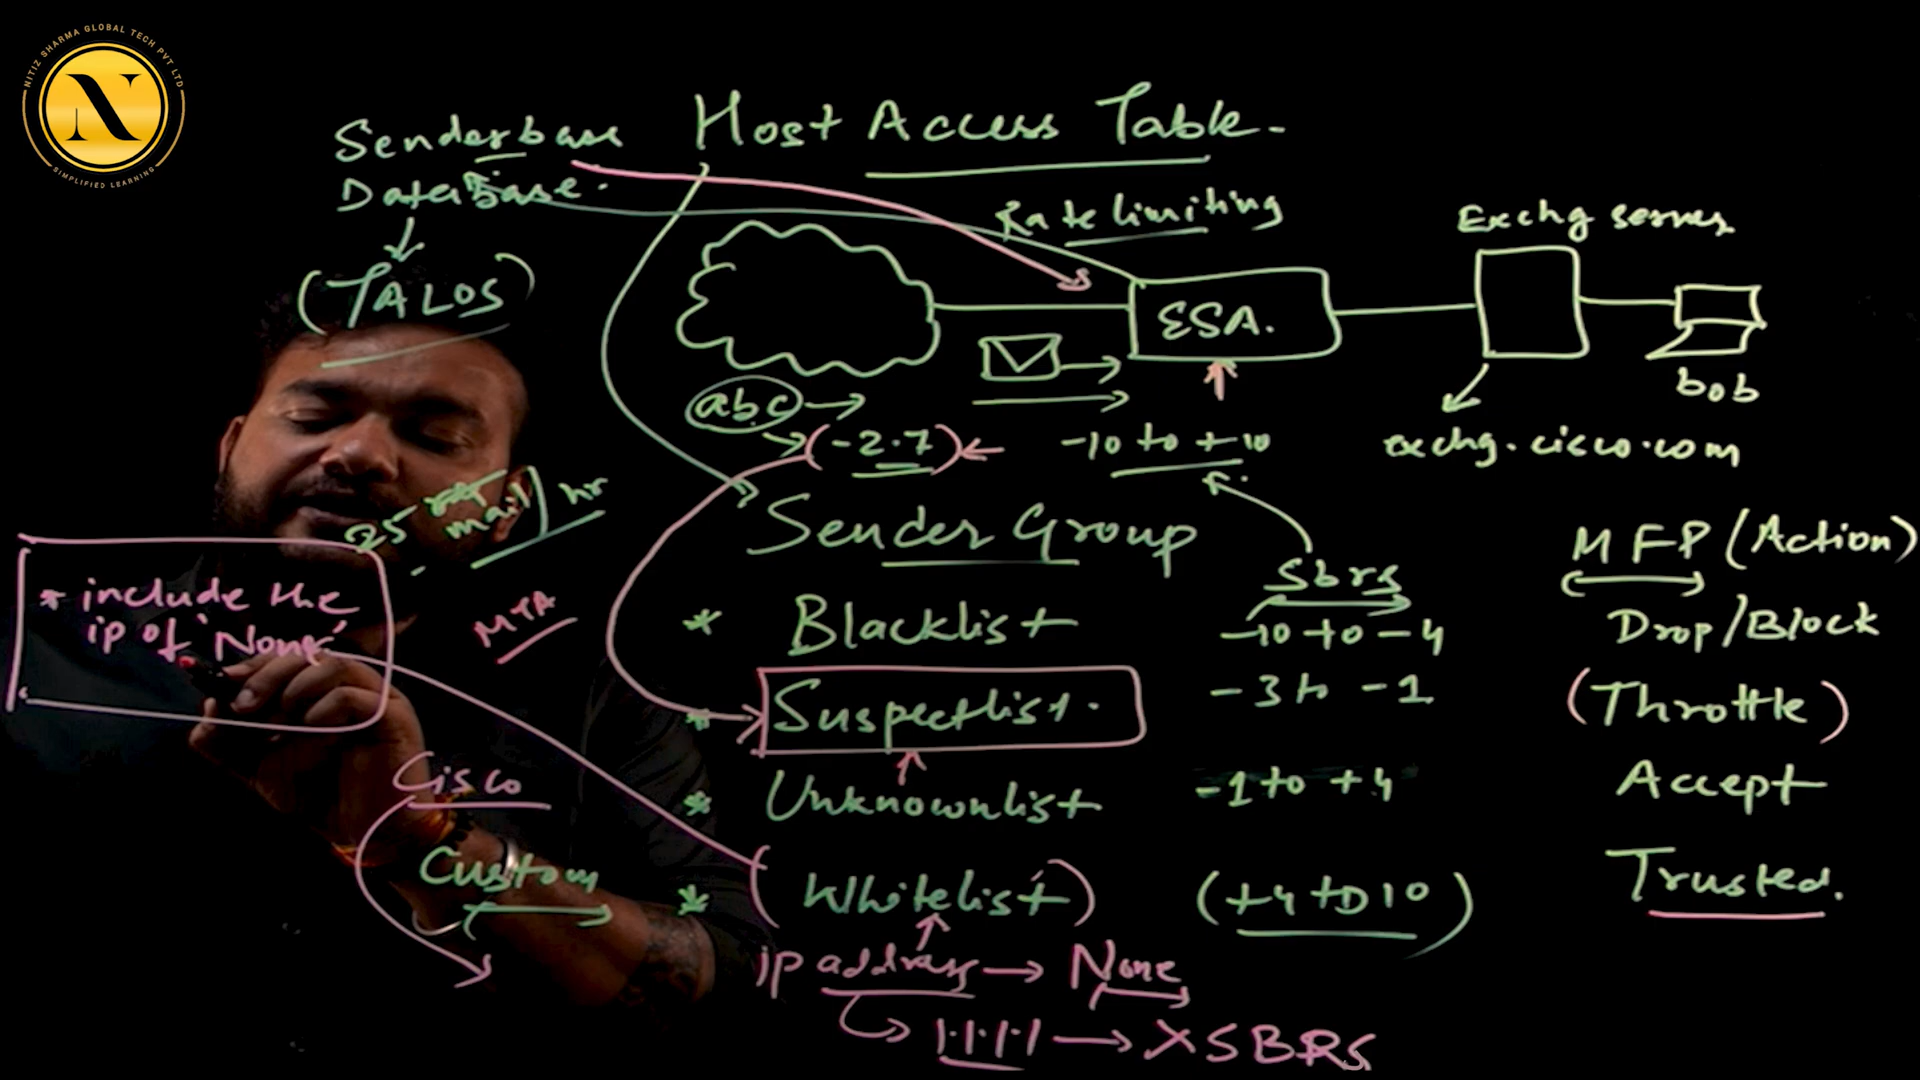 NITIZ SHARMA GLOBAL TECH PVT LTD
N
SIMPLIFIED LEARNING
Host Access Table.
Senderbase
Database.
(TALOS)
Rate limiting
Exchg server
ESA.
bob
abc
(-2.7)
-10 to +10
exchg.cisco.com
25
mail/hr
Sender Group
Sbrs
MFP (Action)
* include the
ip of 'None'
MTA
* Blacklist
-10 to -4
Drop/Block
* Suspectlist.
-3 to -1
(Throttle)
Cisco
* Unknownlist
-1 to +4
Accept
Custom
* (Whitelist)
(+4 to 10)
Trusted.
ip address → None
1.1.1.1 → X SBRS